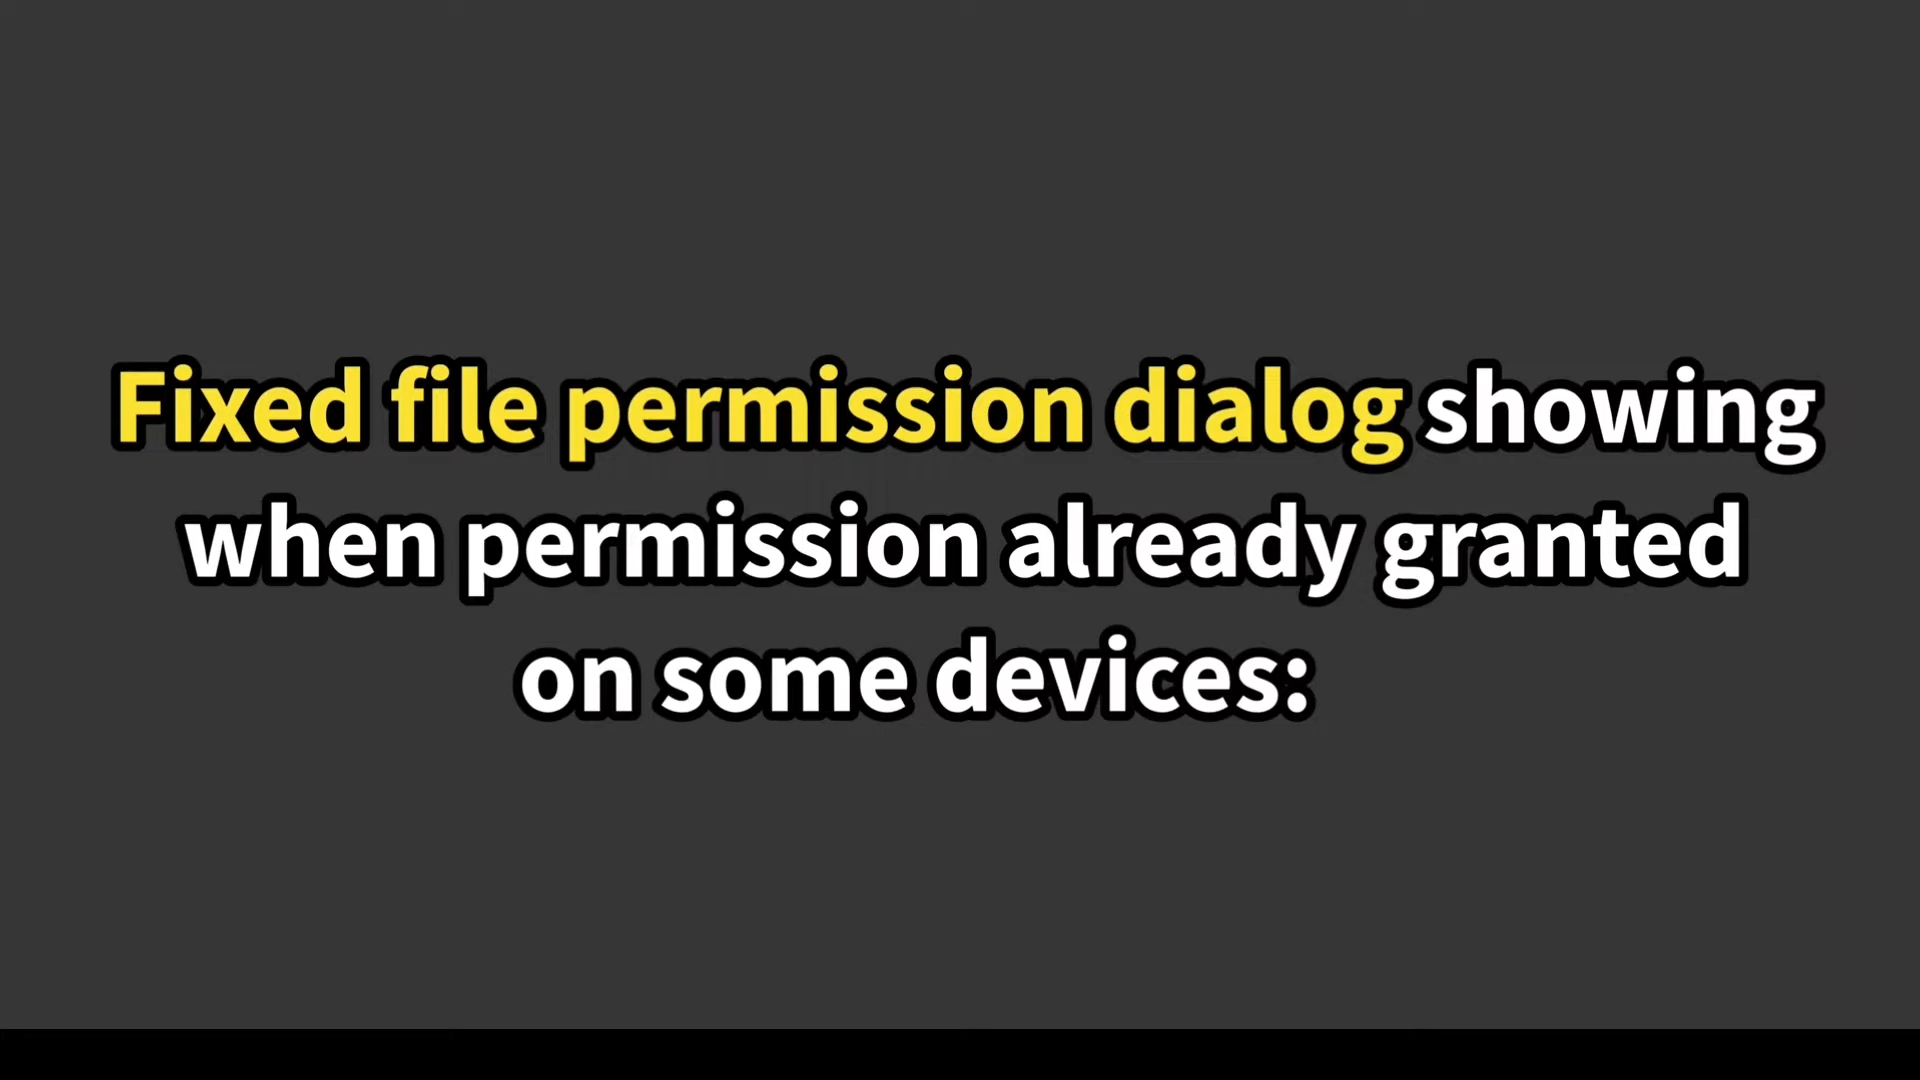 Fixed file permission dialog showing
when permission already granted
on some devices: